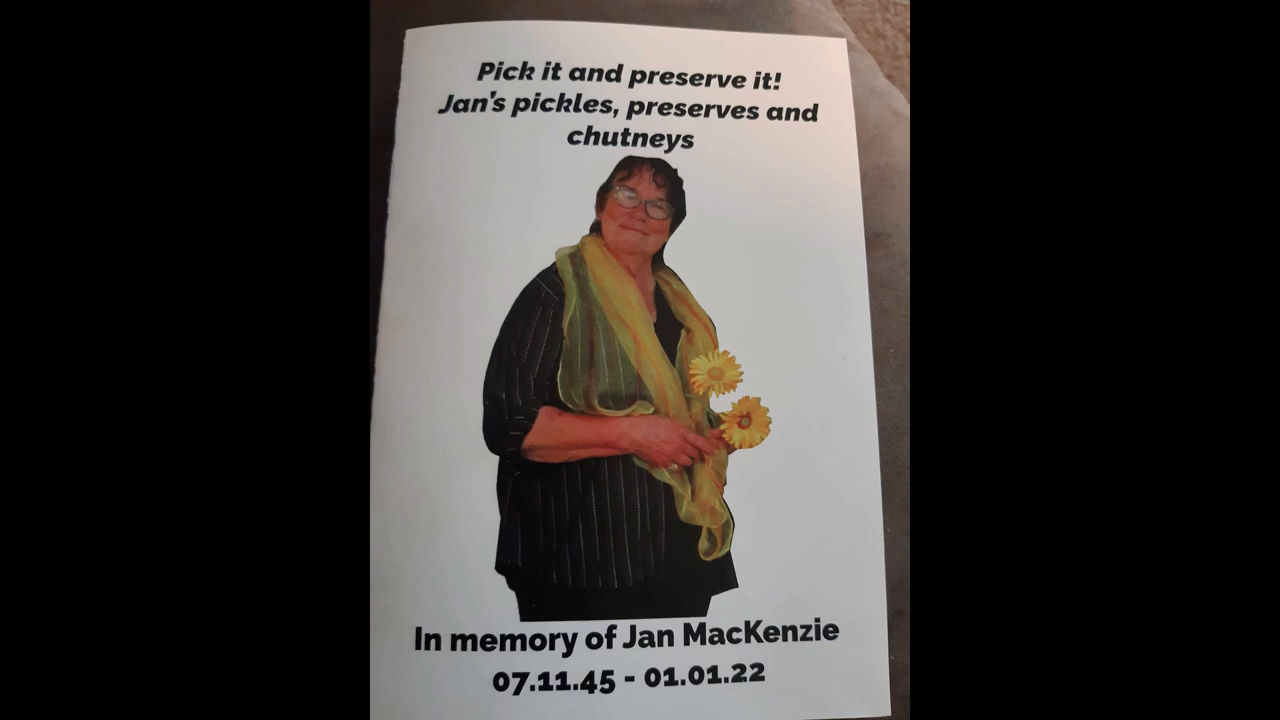 Pick it and preserve it!
Jan's pickles, preserves and
chutneys
In memory of Jan MacKenzie
07.11.45 - 01.01.22